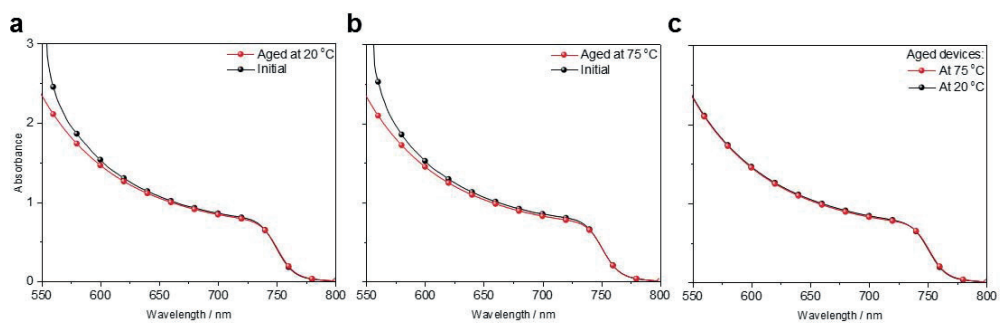 a
b
c
3
Aged at 20 °C
Initial
Aged at 75 °C
Initial
Aged devices:
At 75 °C
At 20 °C
2
1
0
Absorbance
550 600 650 700 750 800
550 600 650 700 750 800
550 600 650 700 750 800
Wavelength / nm
Wavelength / nm
Wavelength / nm